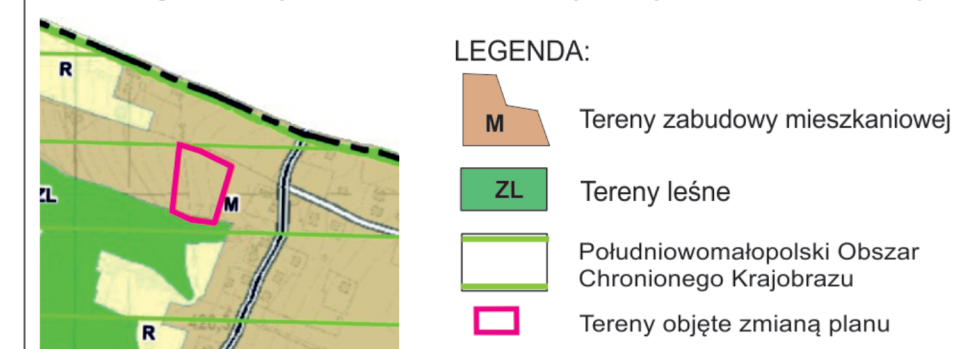 R
ZL
M
R
LEGENDA:
M
Tereny zabudowy mieszkaniowej
ZL
Tereny leśne
Południowomałopolski Obszar
Chronionego Krajobrazu
Tereny objęte zmianą planu